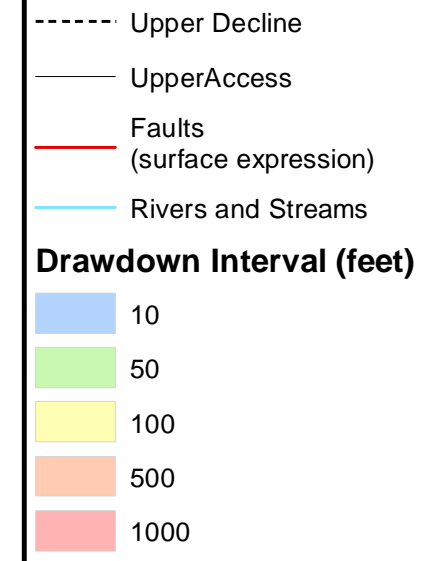 Upper Decline
UpperAccess
Faults
(surface expression)
Rivers and Streams
Drawdown Interval (feet)
10
50
100
500
1000